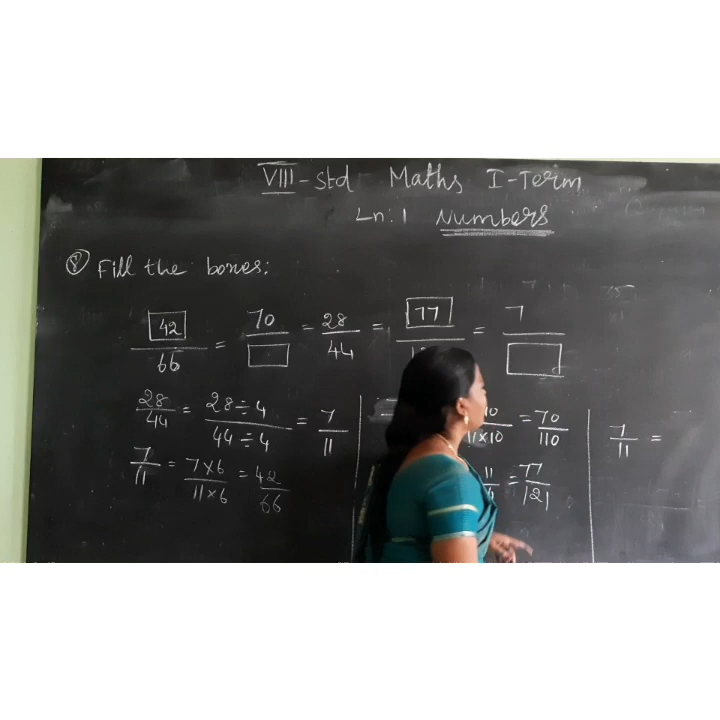 VIII-Std Maths I-Term
Ln: 1 Numbers
8 Fill the boxes:
42/66 = 70/ = 28/44 = 77/ = 7/
28/44 = 28÷4/44÷4 = 7/11
7/11 = 7×6/11×6 = 42/66
11×10 = 70/110
11 = 77/121
7/11 =